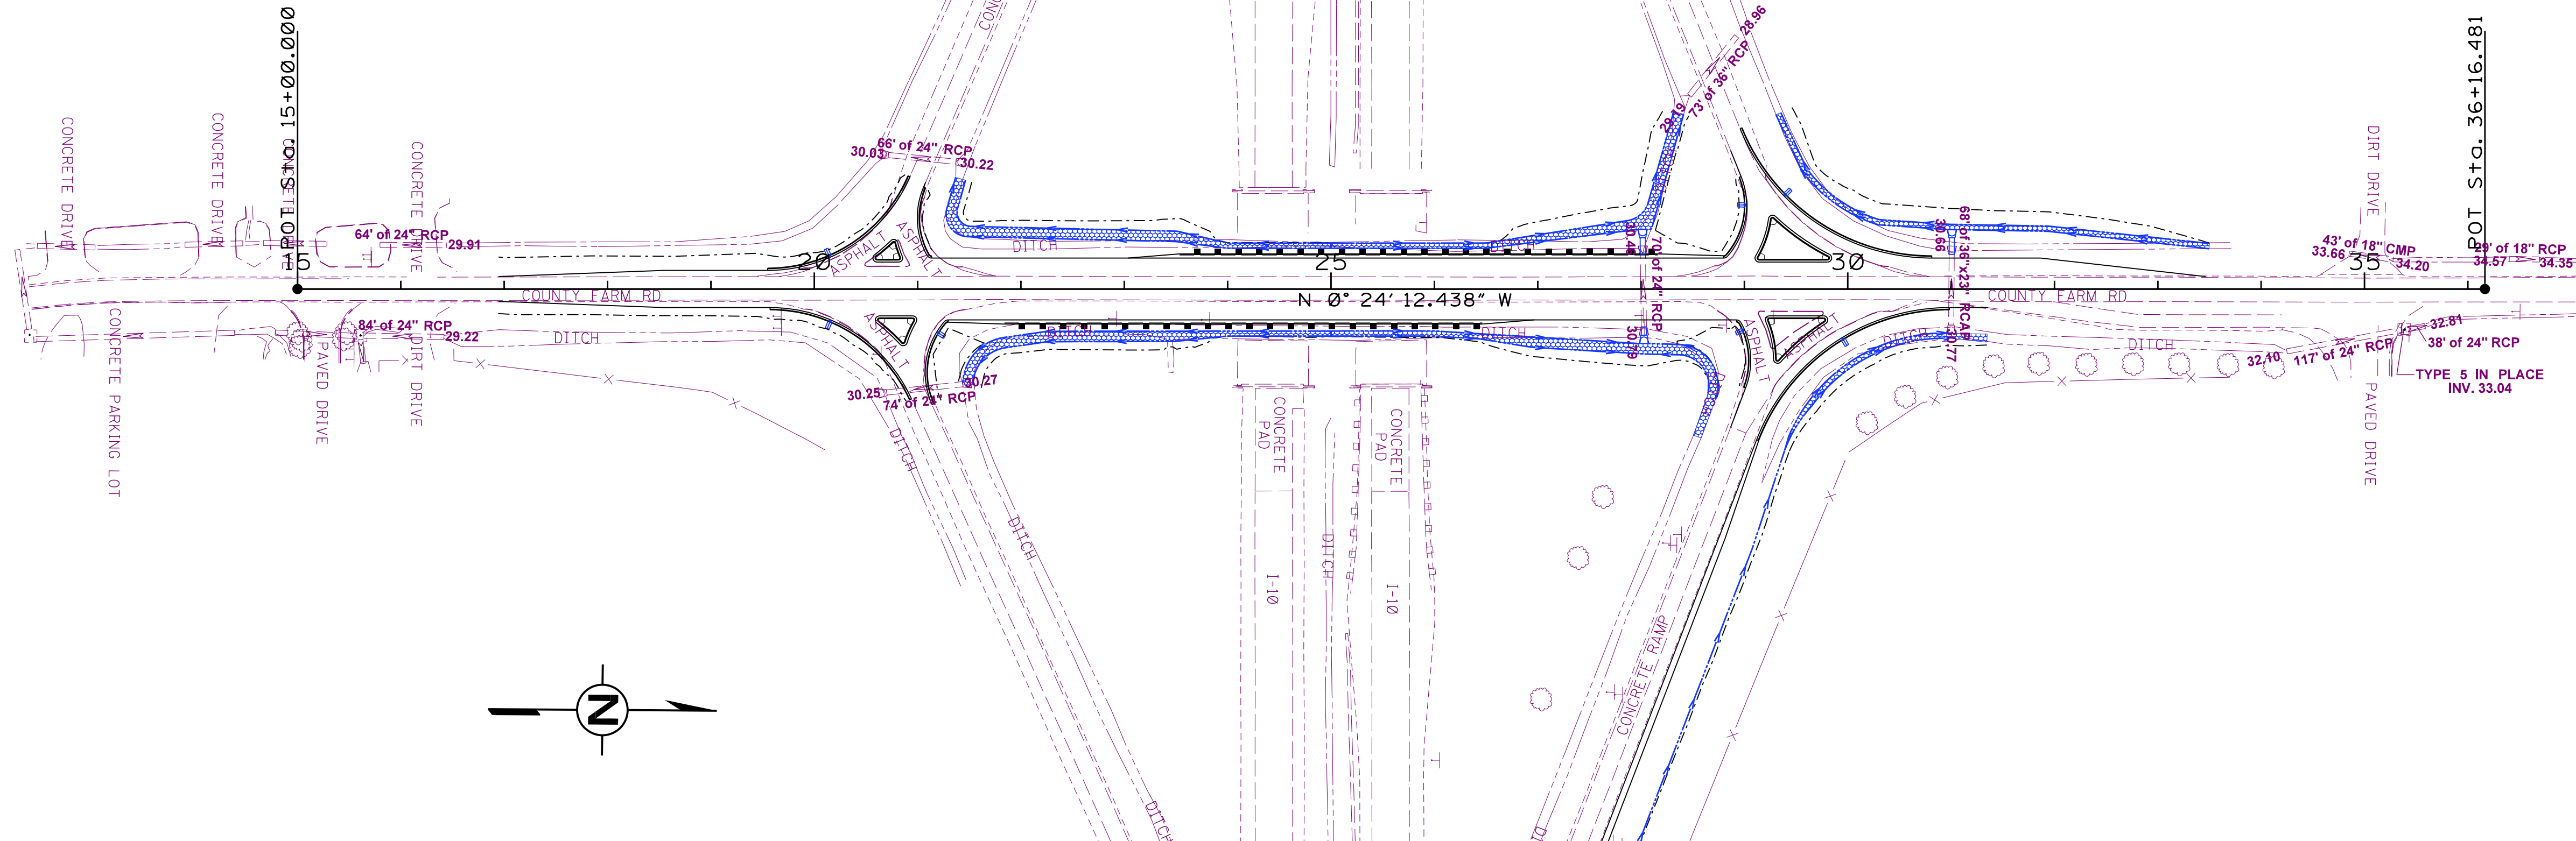 POT Sta. 15+00.000
POT Sta. 36+16.481
CONCRETE DRIVE
CONCRETE DRIVE
CONCRETE DRIVE
64' of 24" RCP
29.91
66' of 24" RCP
30.03
30.22
28.96
73' of 36" RCP
29.19
DIRT DRIVE
43' of 18" CMP
33.66
34.20
29' of 18" RCP
34.57
34.35
15
20
25
30
35
ASPHALT
ASPHALT
DITCH
DITCH
30.46
70' of 24" RCP
30.79
30.66
68' of 36"x23" RCAP
30.77
COUNTY FARM RD
N 0° 24' 12.438" W
COUNTY FARM RD
84' of 24" RCP
29.22
DITCH
CONCRETE PARKING LOT
PAVED DRIVE
DIRT DRIVE
ASPHALT
DITCH
DITCH
ASPHALT
ASPHALT
DITCH
DITCH
30.25
74' of 24" RCP
30.27
32.10
117' of 24" RCP
32.81
38' of 24" RCP
TYPE 5 IN PLACE
INV. 33.04
PAVED DRIVE
CONCRETE
PAD
CONCRETE
PAD
DITCH
DITCH
DITCH
I-10
I-10
CONCRETE RAMP
DITCH
N